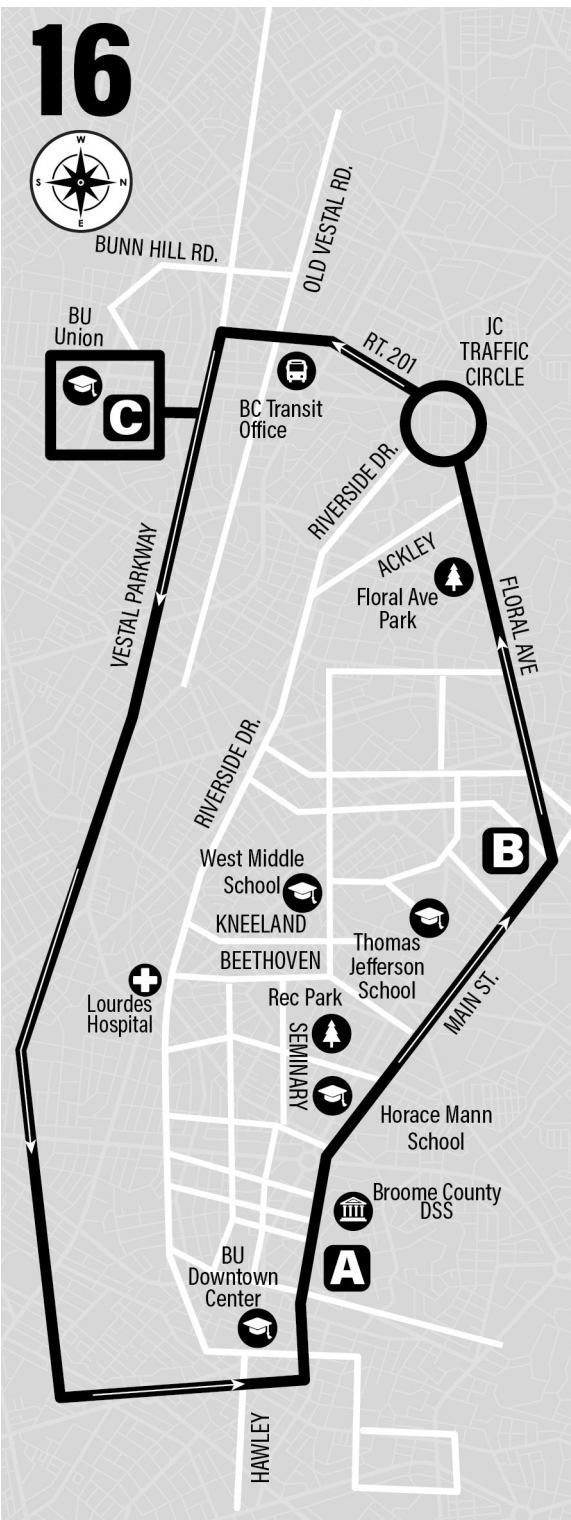 16
W
S
N
E
BUNN HILL RD.
OLD VESTAL RD.
BU
Union
C
RT. 201
JC
TRAFFIC
CIRCLE
BC Transit
Office
RIVERSIDE DR.
ACKLEY
Floral Ave
Park
FLORAL AVE
VESTAL PARKWAY
RIVERSIDE DR.
B
West Middle
School
KNEELAND
BEETHOVEN
Thomas
Jefferson
School
Lourdes
Hospital
Rec Park
SEMINARY
MAIN ST.
Horace Mann
School
Broome County
DSS
A
BU
Downtown
Center
HAWLEY